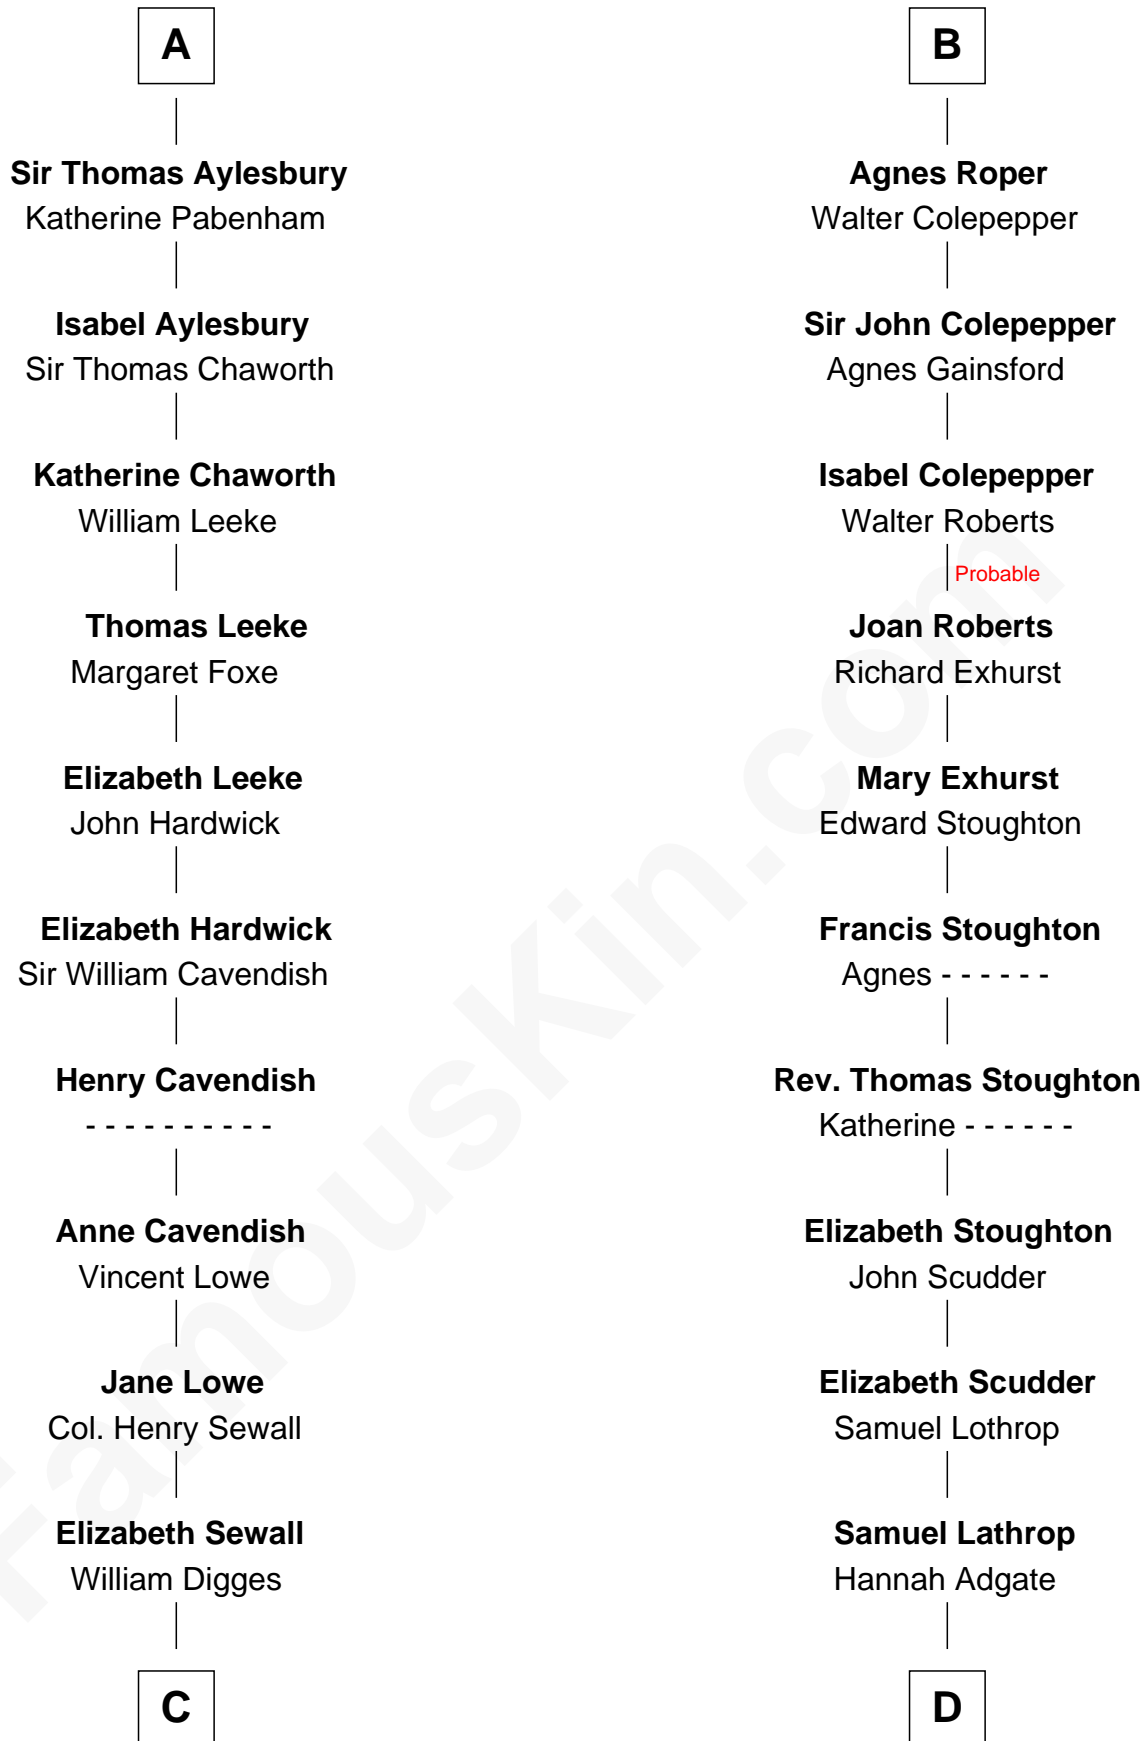 A
Sir Thomas Aylesbury
Katherine Pabenham
Isabel Aylesbury
Sir Thomas Chaworth
Katherine Chaworth
William Leeke
Thomas Leeke
Margaret Foxe
Elizabeth Leeke
John Hardwick
Elizabeth Hardwick
Sir William Cavendish
Henry Cavendish
- - - - - - - - - -
Anne Cavendish
Vincent Lowe
Jane Lowe
Col. Henry Sewall
Elizabeth Sewall
William Digges
C
B
Agnes Roper
Walter Colepepper
Sir John Colepepper
Agnes Gainsford
Isabel Colepepper
Walter Roberts
Probable
Joan Roberts
Richard Exhurst
Mary Exhurst
Edward Stoughton
Francis Stoughton
Agnes - - - - - -
Rev. Thomas Stoughton
Katherine - - - - - -
Elizabeth Stoughton
John Scudder
Elizabeth Scudder
Samuel Lothrop
Samuel Lathrop
Hannah Adgate
D
FamousKin.com